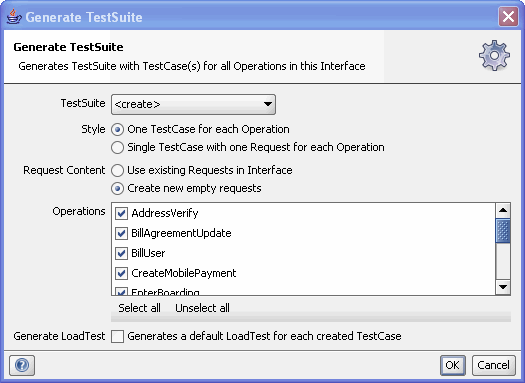 Generate TestSuite
Generate TestSuite
Generates TestSuite with TestCase(s) for all Operations in this Interface
TestSuite <create>
Style One TestCase for each Operation
Single TestCase with one Request for each Operation
Request Content Use existing Requests in Interface
Create new empty requests
Operations AddressVerify
BillAgreementUpdate
BillUser
CreateMobilePayment
EnterBoarding
Select all Unselect all
Generate LoadTest Generates a default LoadTest for each created TestCase
? OK Cancel